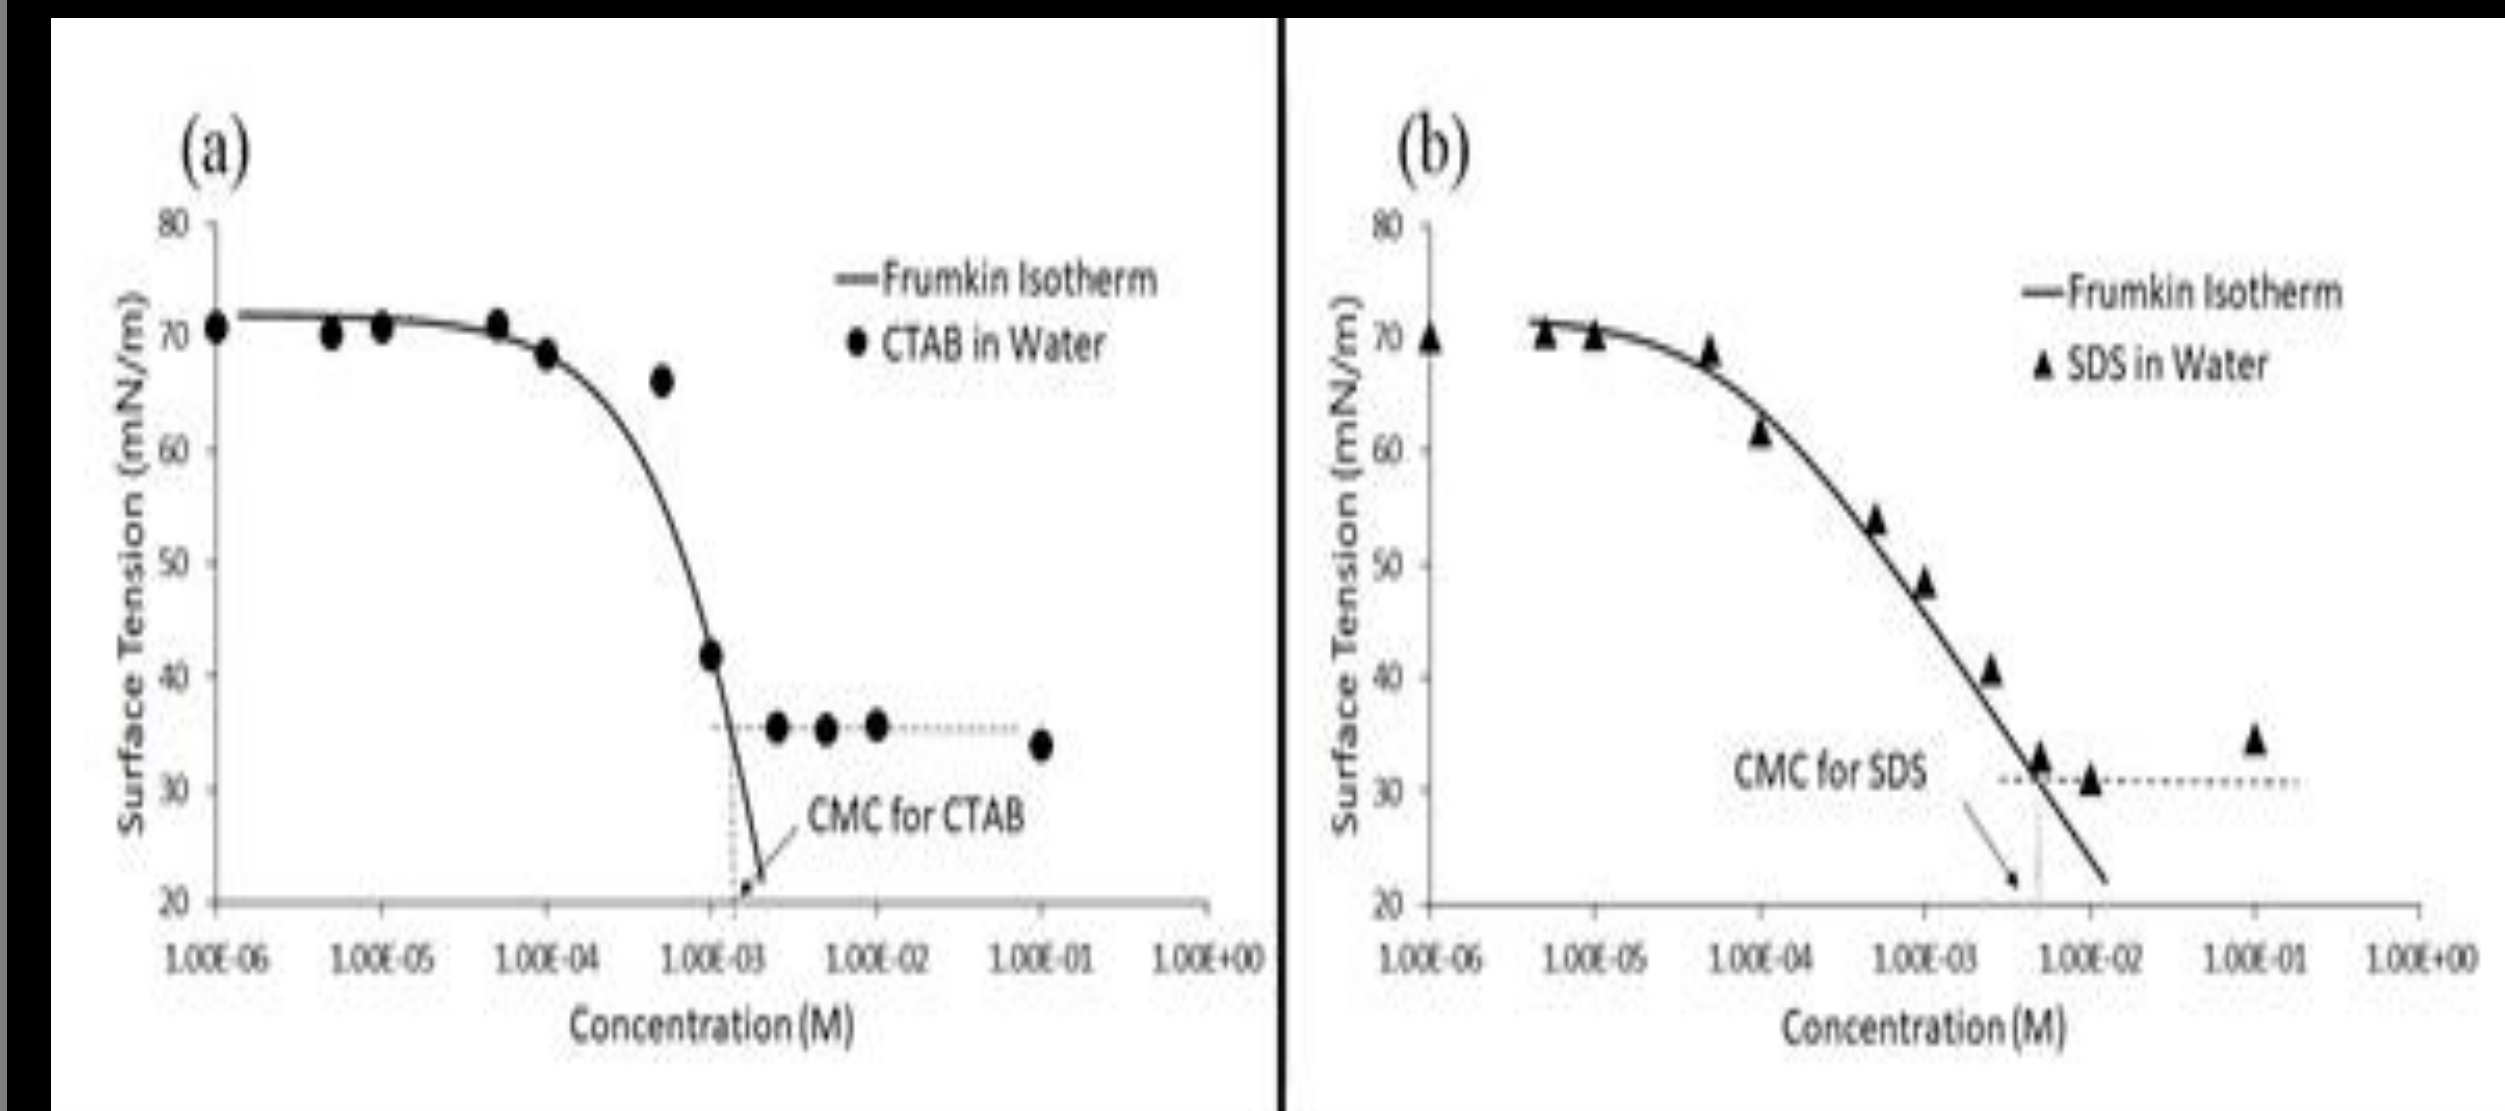 (a)
80
70
60
50
40
30
20
Surface Tension (mN/m)
Frumkin Isotherm
CTAB in Water
CMC for CTAB
1.00E-06 1.00E-05 1.00E-04 1.00E-03 1.00E-02 1.00E-01 1.00E+00
Concentration (M)
(b)
80
70
60
50
40
30
20
Surface Tension (mN/m)
Frumkin Isotherm
SDS in Water
CMC for SDS
1.00E-06 1.00E-05 1.00E-04 1.00E-03 1.00E-02 1.00E-01 1.00E+00
Concentration (M)